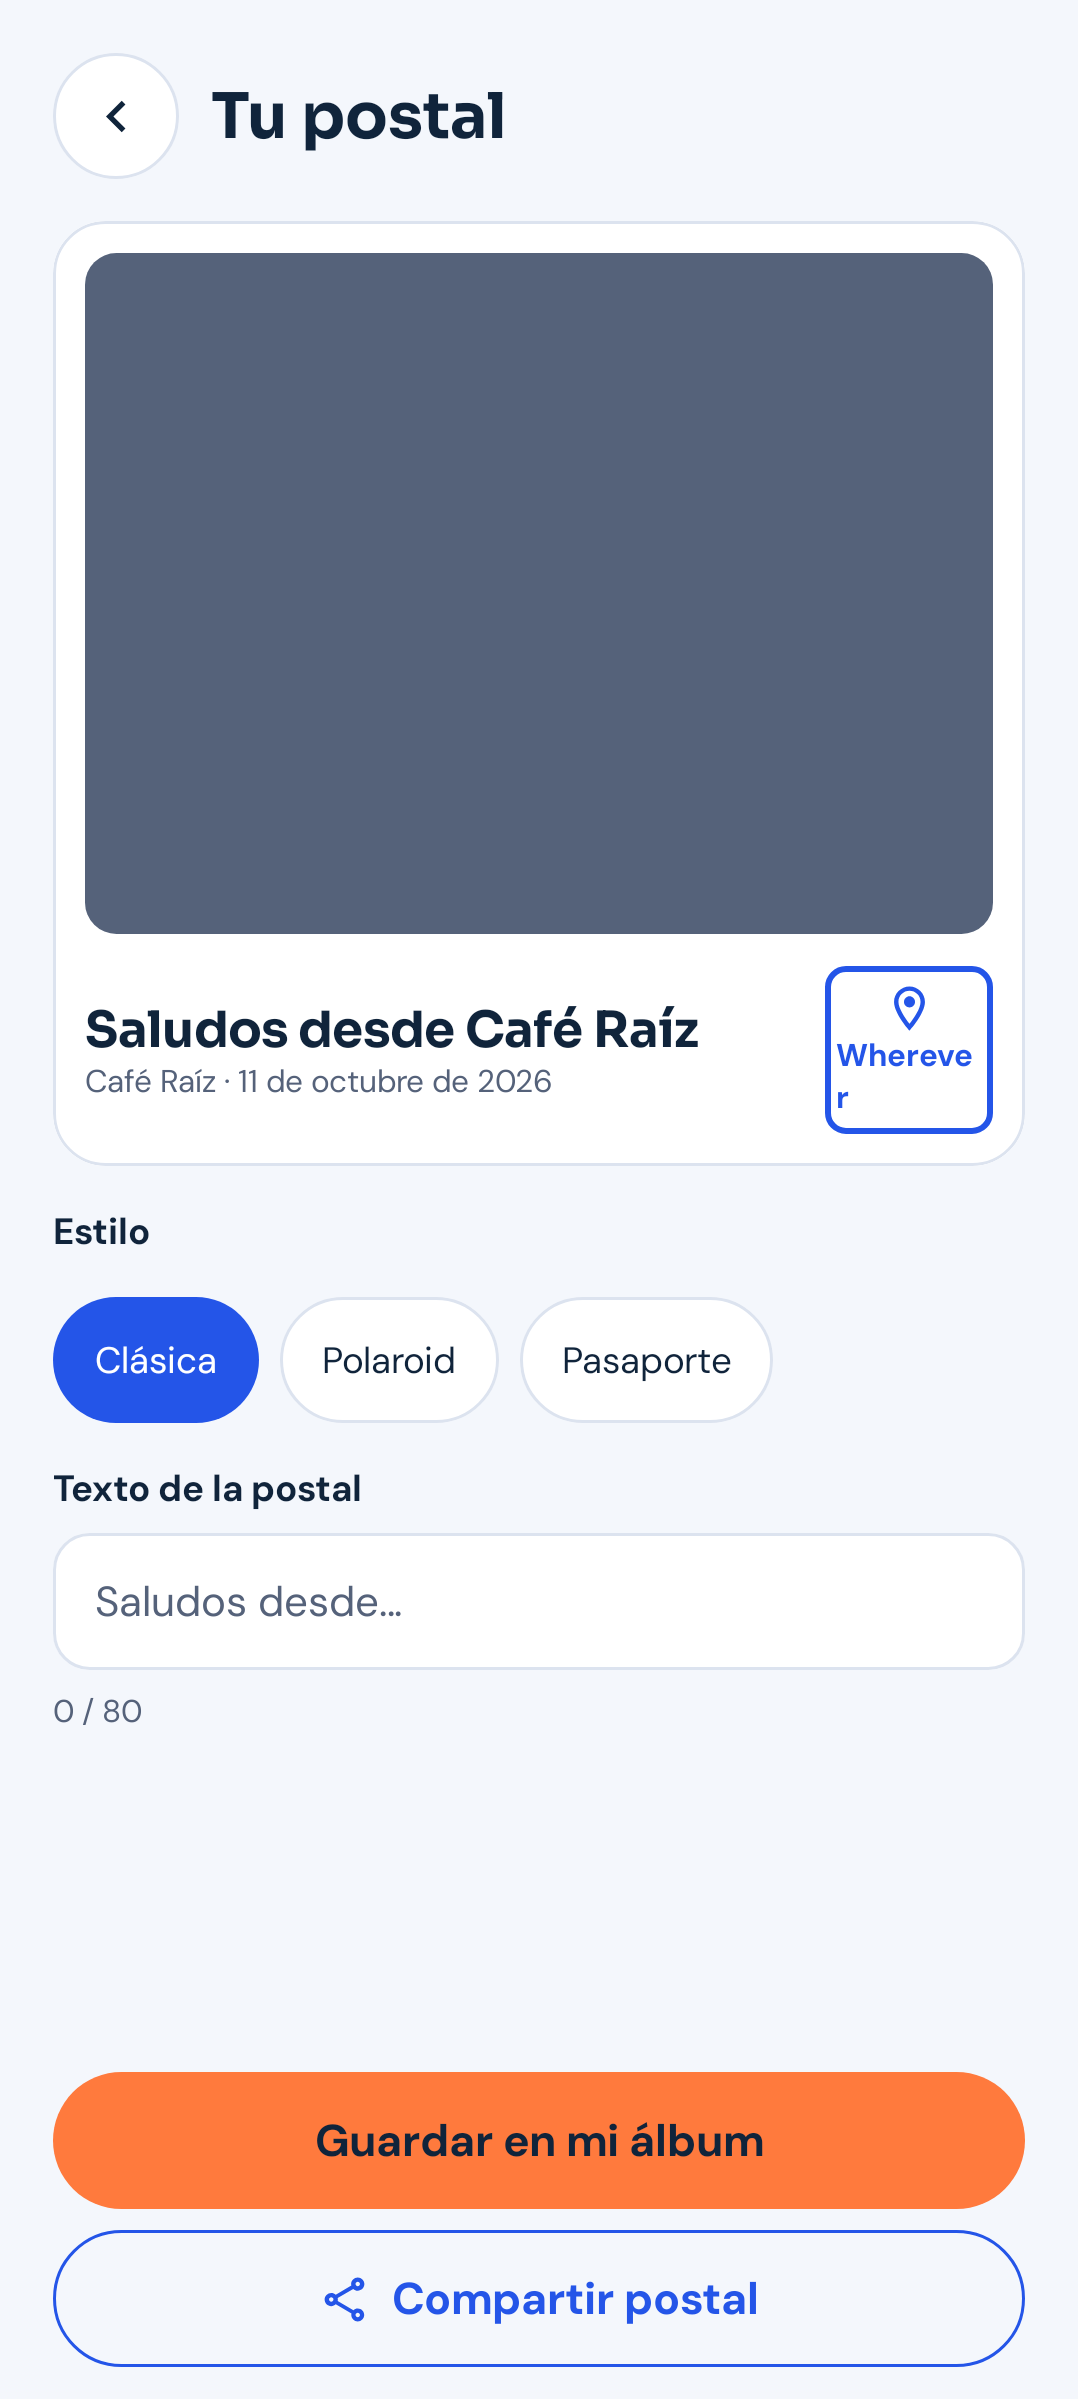 Tu postal
Saludos desde Café Raíz
Café Raíz · 11 de octubre de 2026
Whereve
r
Estilo
Clásica
Polaroid
Pasaporte
Texto de la postal
Saludos desde...
0 / 80
Guardar en mi álbum
Compartir postal